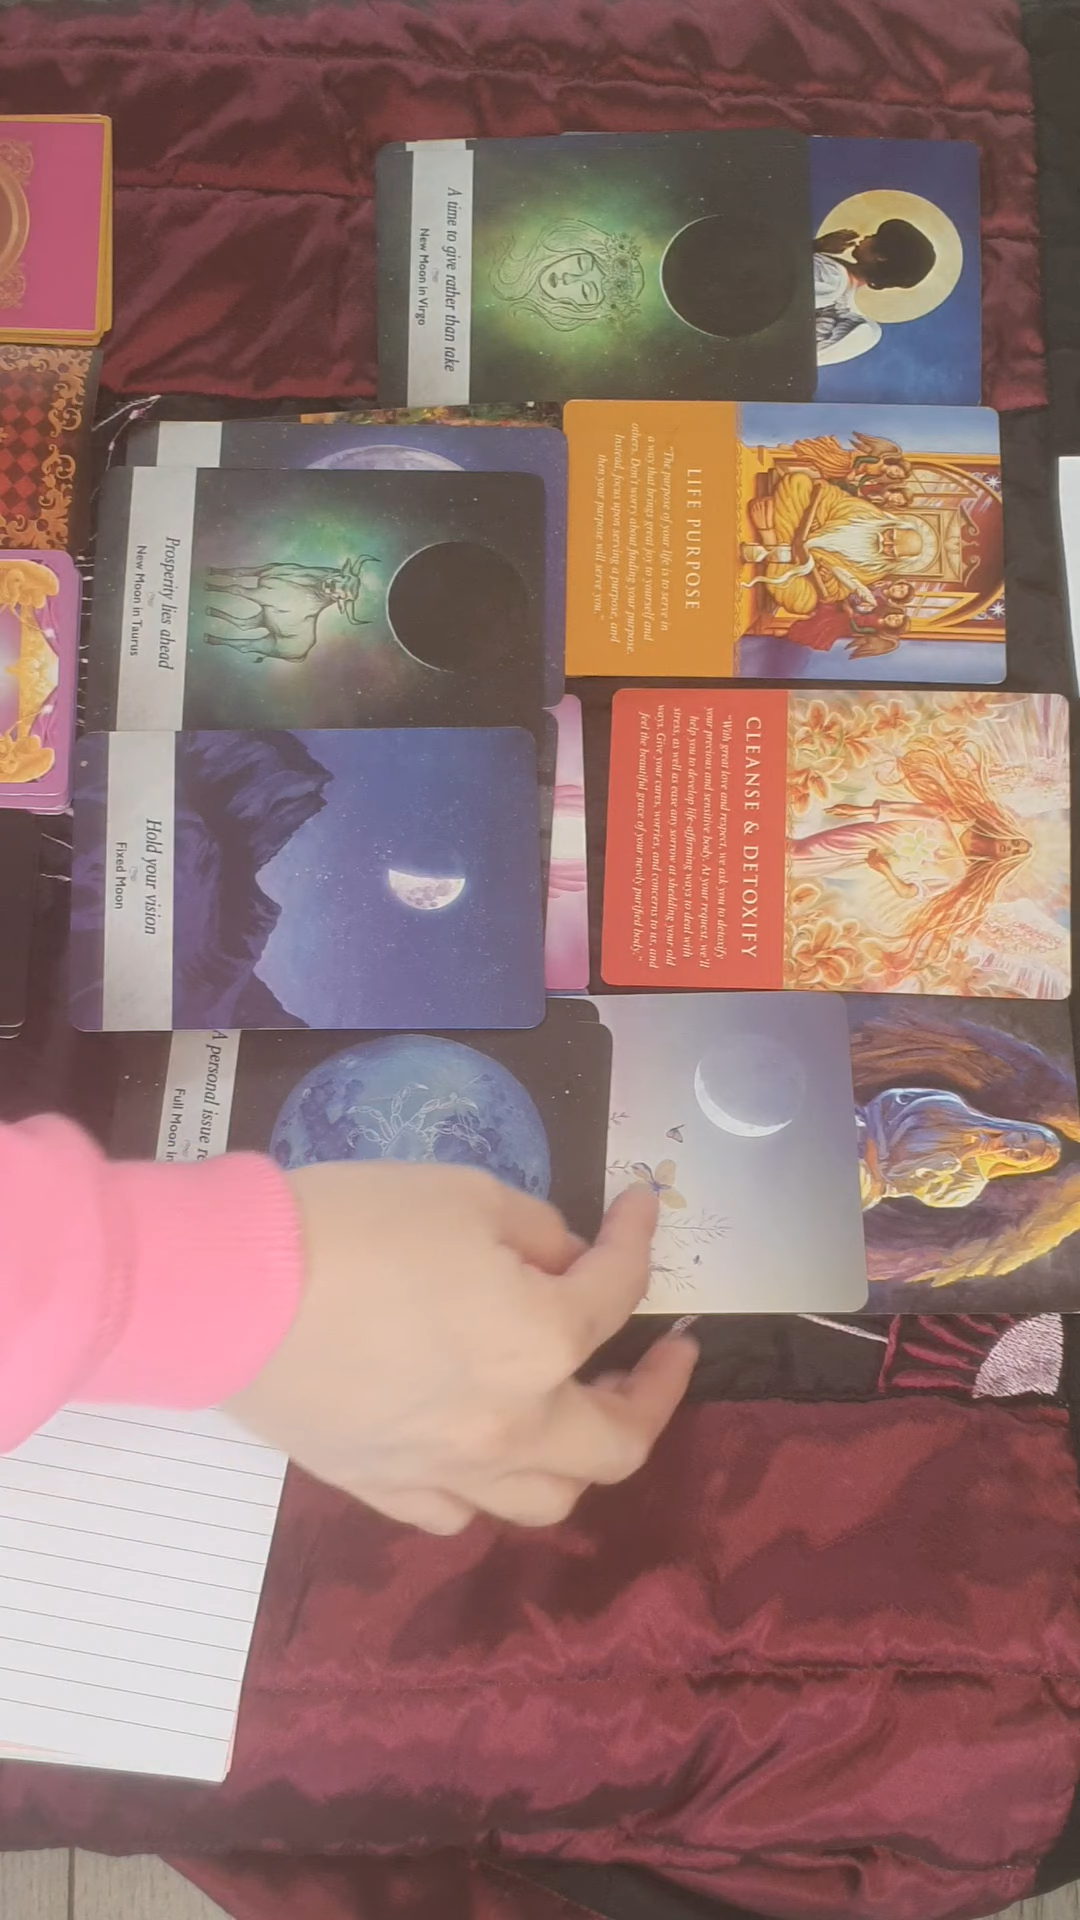 A time to give rather than take
New Moon in Virgo
LIFE PURPOSE
"The purpose of your life is to serve in
a way that brings great joy to yourself and
others. Don't worry about finding your purpose.
Instead, focus upon serving a purpose, and
then your purpose will serve you."
Prosperity lies ahead
New Moon in Taurus
CLEANSE & DETOXIFY
"With great love and respect, we ask you to detoxify
your precious and sensitive body. At your request, we'll
help you to develop life-affirming ways to deal with
stress, as well as ease any sorrow at shedding your old
ways. Give your cares, worries, and concerns to us, and
feel the beautiful grace of your newly purified body."
Hold your vision
Fixed Moon
A personal issue
Full Moon